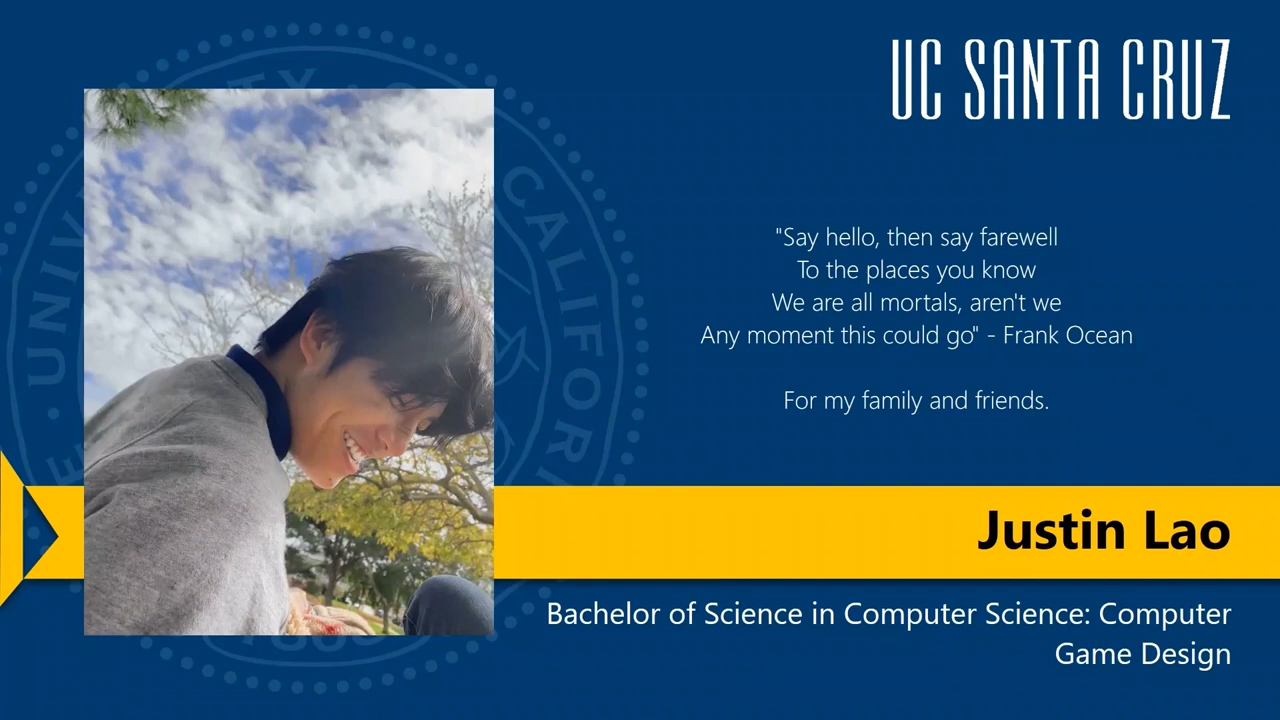 UC SANTA CRUZ
"Say hello, then say farewell
To the places you know
We are all mortals, aren't we
Any moment this could go" - Frank Ocean
For my family and friends.
Justin Lao
Bachelor of Science in Computer Science: Computer
Game Design